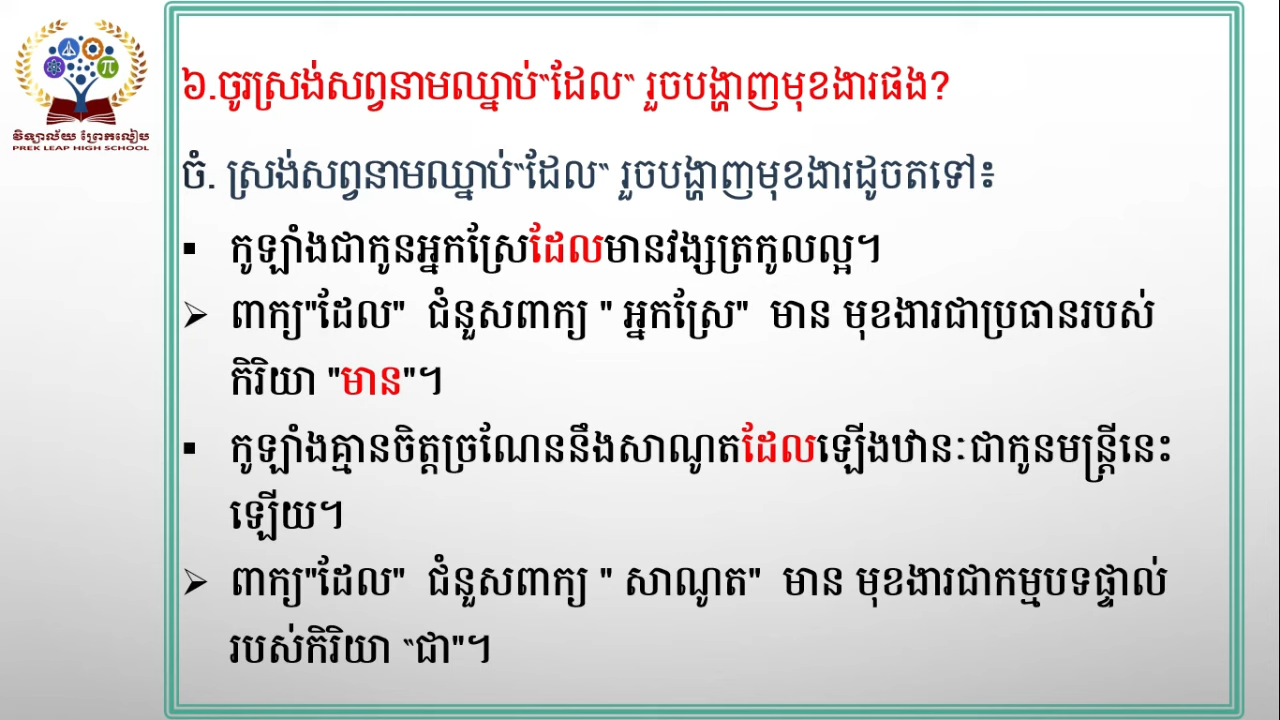 វិទ្យាល័យ ព្រែកលៀប
PREK LEAP HIGH SCHOOL
៦.ចូរស្រង់សព្វនាមឈ្នាប់“ដែល“ រួចបង្ហាញមុខងារផង?
ចំ. ស្រង់សព្វនាមឈ្នាប់“ដែល“ រួចបង្ហាញមុខងារដូចតទៅ៖
▪ កូឡាំងជាកូនអ្នកស្រែដែលមានវង្សត្រកូលល្អ។
➢ ពាក្យ"ដែល" ជំនួសពាក្យ " អ្នកស្រែ" មាន មុខងារជាប្រធានរបស់
កិរិយា "មាន"។
▪ កូឡាំងគ្មានចិត្តច្រណែននឹងសាណូតដែលឡើងឋានៈជាកូនមន្ត្រីនេះ
ឡើយ។
➢ ពាក្យ"ដែល" ជំនួសពាក្យ " សាណូត" មាន មុខងារជាកម្មបទផ្ទាល់
របស់កិរិយា “ជា"។